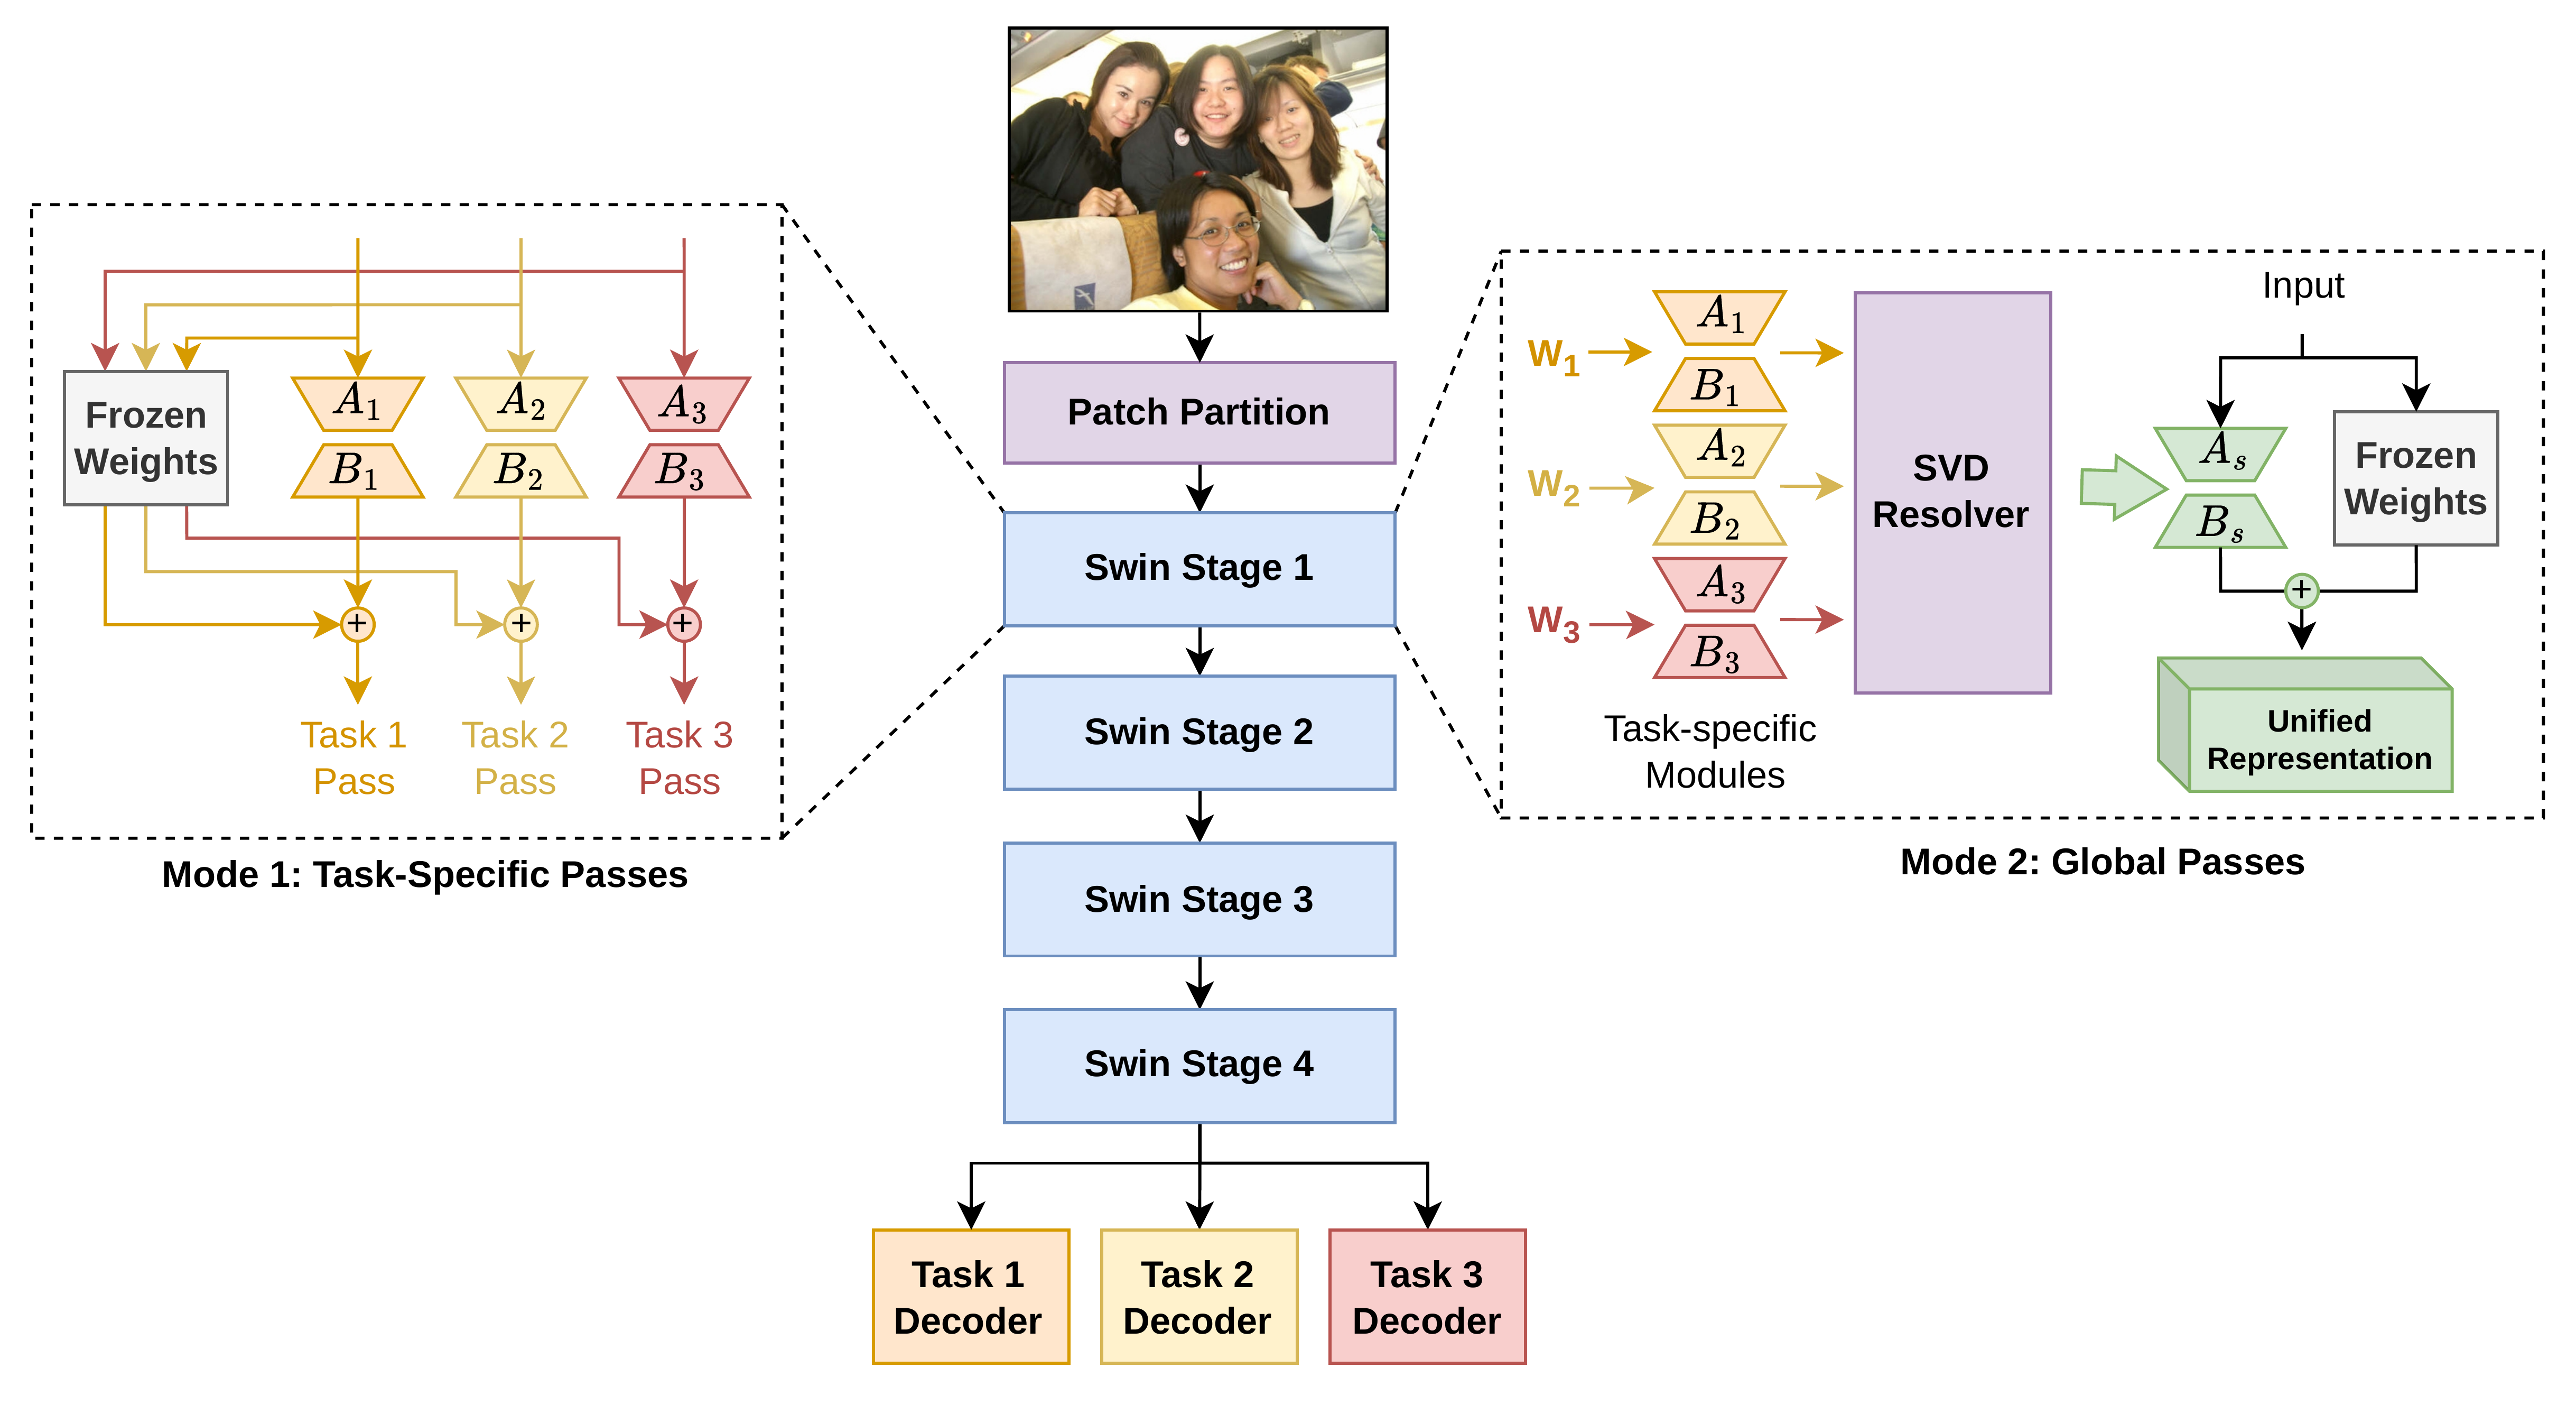 Frozen
Weights
A1
A2
A3
B1
B2
B3
+
+
+
Task 1
Pass
Task 2
Pass
Task 3
Pass
Mode 1: Task-Specific Passes
Patch Partition
Swin Stage 1
Swin Stage 2
Swin Stage 3
Swin Stage 4
Task 1
Decoder
Task 2
Decoder
Task 3
Decoder
W1
W2
W3
A1
B1
A2
B2
A3
B3
Task-specific
Modules
SVD
Resolver
Input
As
Bs
Frozen
Weights
+
Unified
Representation
Mode 2: Global Passes